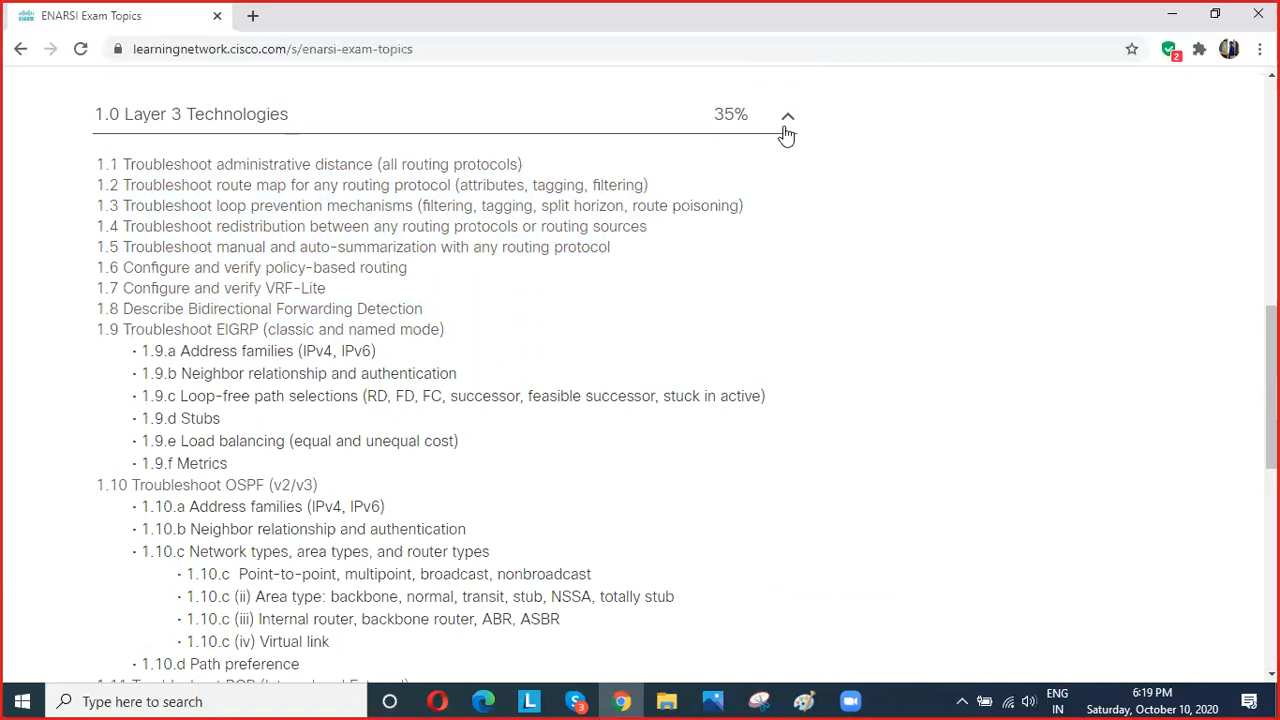 ENARSI Exam Topics
learningnetwork.cisco.com/s/enarsi-exam-topics
2
1.0 Layer 3 Technologies 35%
1.1 Troubleshoot administrative distance (all routing protocols)
1.2 Troubleshoot route map for any routing protocol (attributes, tagging, filtering)
1.3 Troubleshoot loop prevention mechanisms (filtering, tagging, split horizon, route poisoning)
1.4 Troubleshoot redistribution between any routing protocols or routing sources
1.5 Troubleshoot manual and auto-summarization with any routing protocol
1.6 Configure and verify policy-based routing
1.7 Configure and verify VRF-Lite
1.8 Describe Bidirectional Forwarding Detection
1.9 Troubleshoot EIGRP (classic and named mode)
· 1.9.a Address families (IPv4, IPv6)
· 1.9.b Neighbor relationship and authentication
· 1.9.c Loop-free path selections (RD, FD, FC, successor, feasible successor, stuck in active)
· 1.9.d Stubs
· 1.9.e Load balancing (equal and unequal cost)
· 1.9.f Metrics
1.10 Troubleshoot OSPF (v2/v3)
· 1.10.a Address families (IPv4, IPv6)
· 1.10.b Neighbor relationship and authentication
· 1.10.c Network types, area types, and router types
· 1.10.c Point-to-point, multipoint, broadcast, nonbroadcast
· 1.10.c (ii) Area type: backbone, normal, transit, stub, NSSA, totally stub
· 1.10.c (iii) Internal router, backbone router, ABR, ASBR
· 1.10.c (iv) Virtual link
· 1.10.d Path preference
Type here to search
3
ENG
IN
6:19 PM
Saturday, October 10, 2020